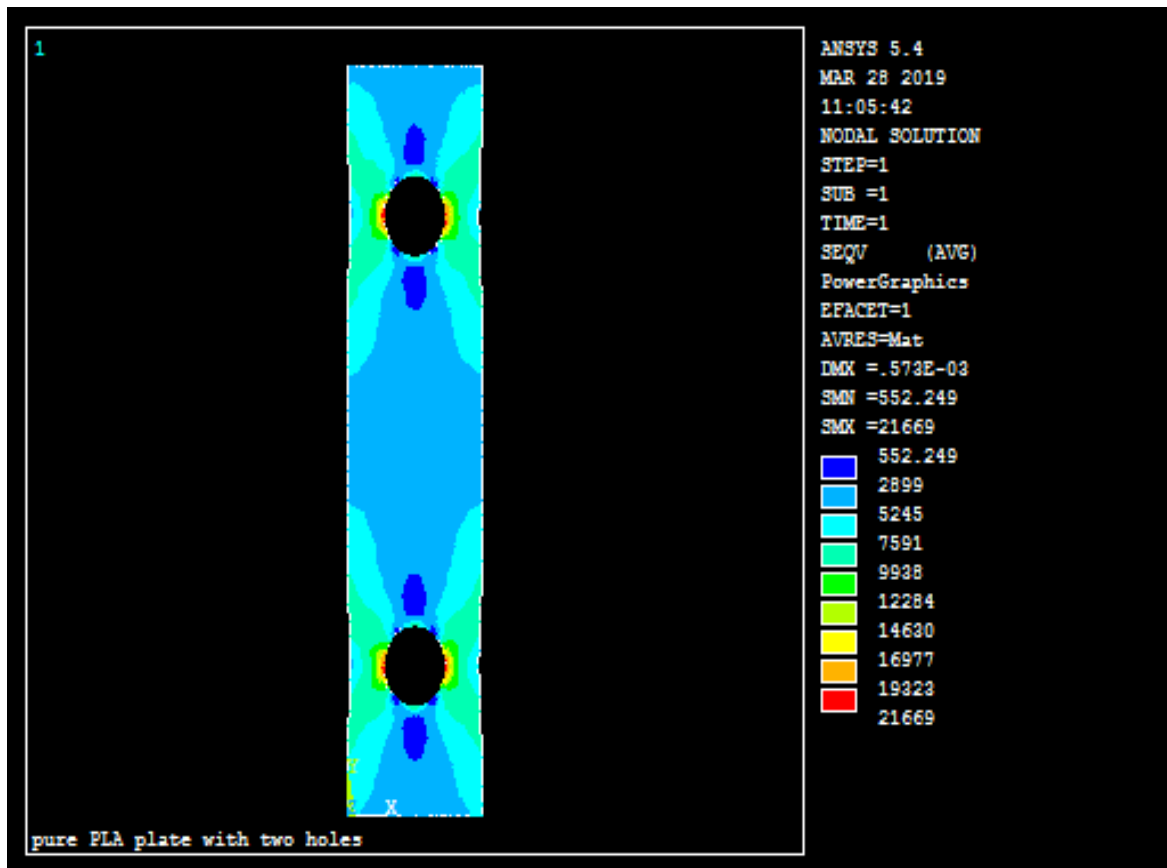 1
ANSYS 5.4
MAR 28 2019
11:05:42
NODAL SOLUTION
STEP=1
SUB =1
TIME=1
SEQV (AVG)
PowerGraphics
EFACET=1
AVRES=Mat
DMX =.573E-03
SMN =552.249
SMX =21669
552.249
2899
5245
7591
9938
12284
14630
16977
19323
21669
Y
Z X
pure PLA plate with two holes